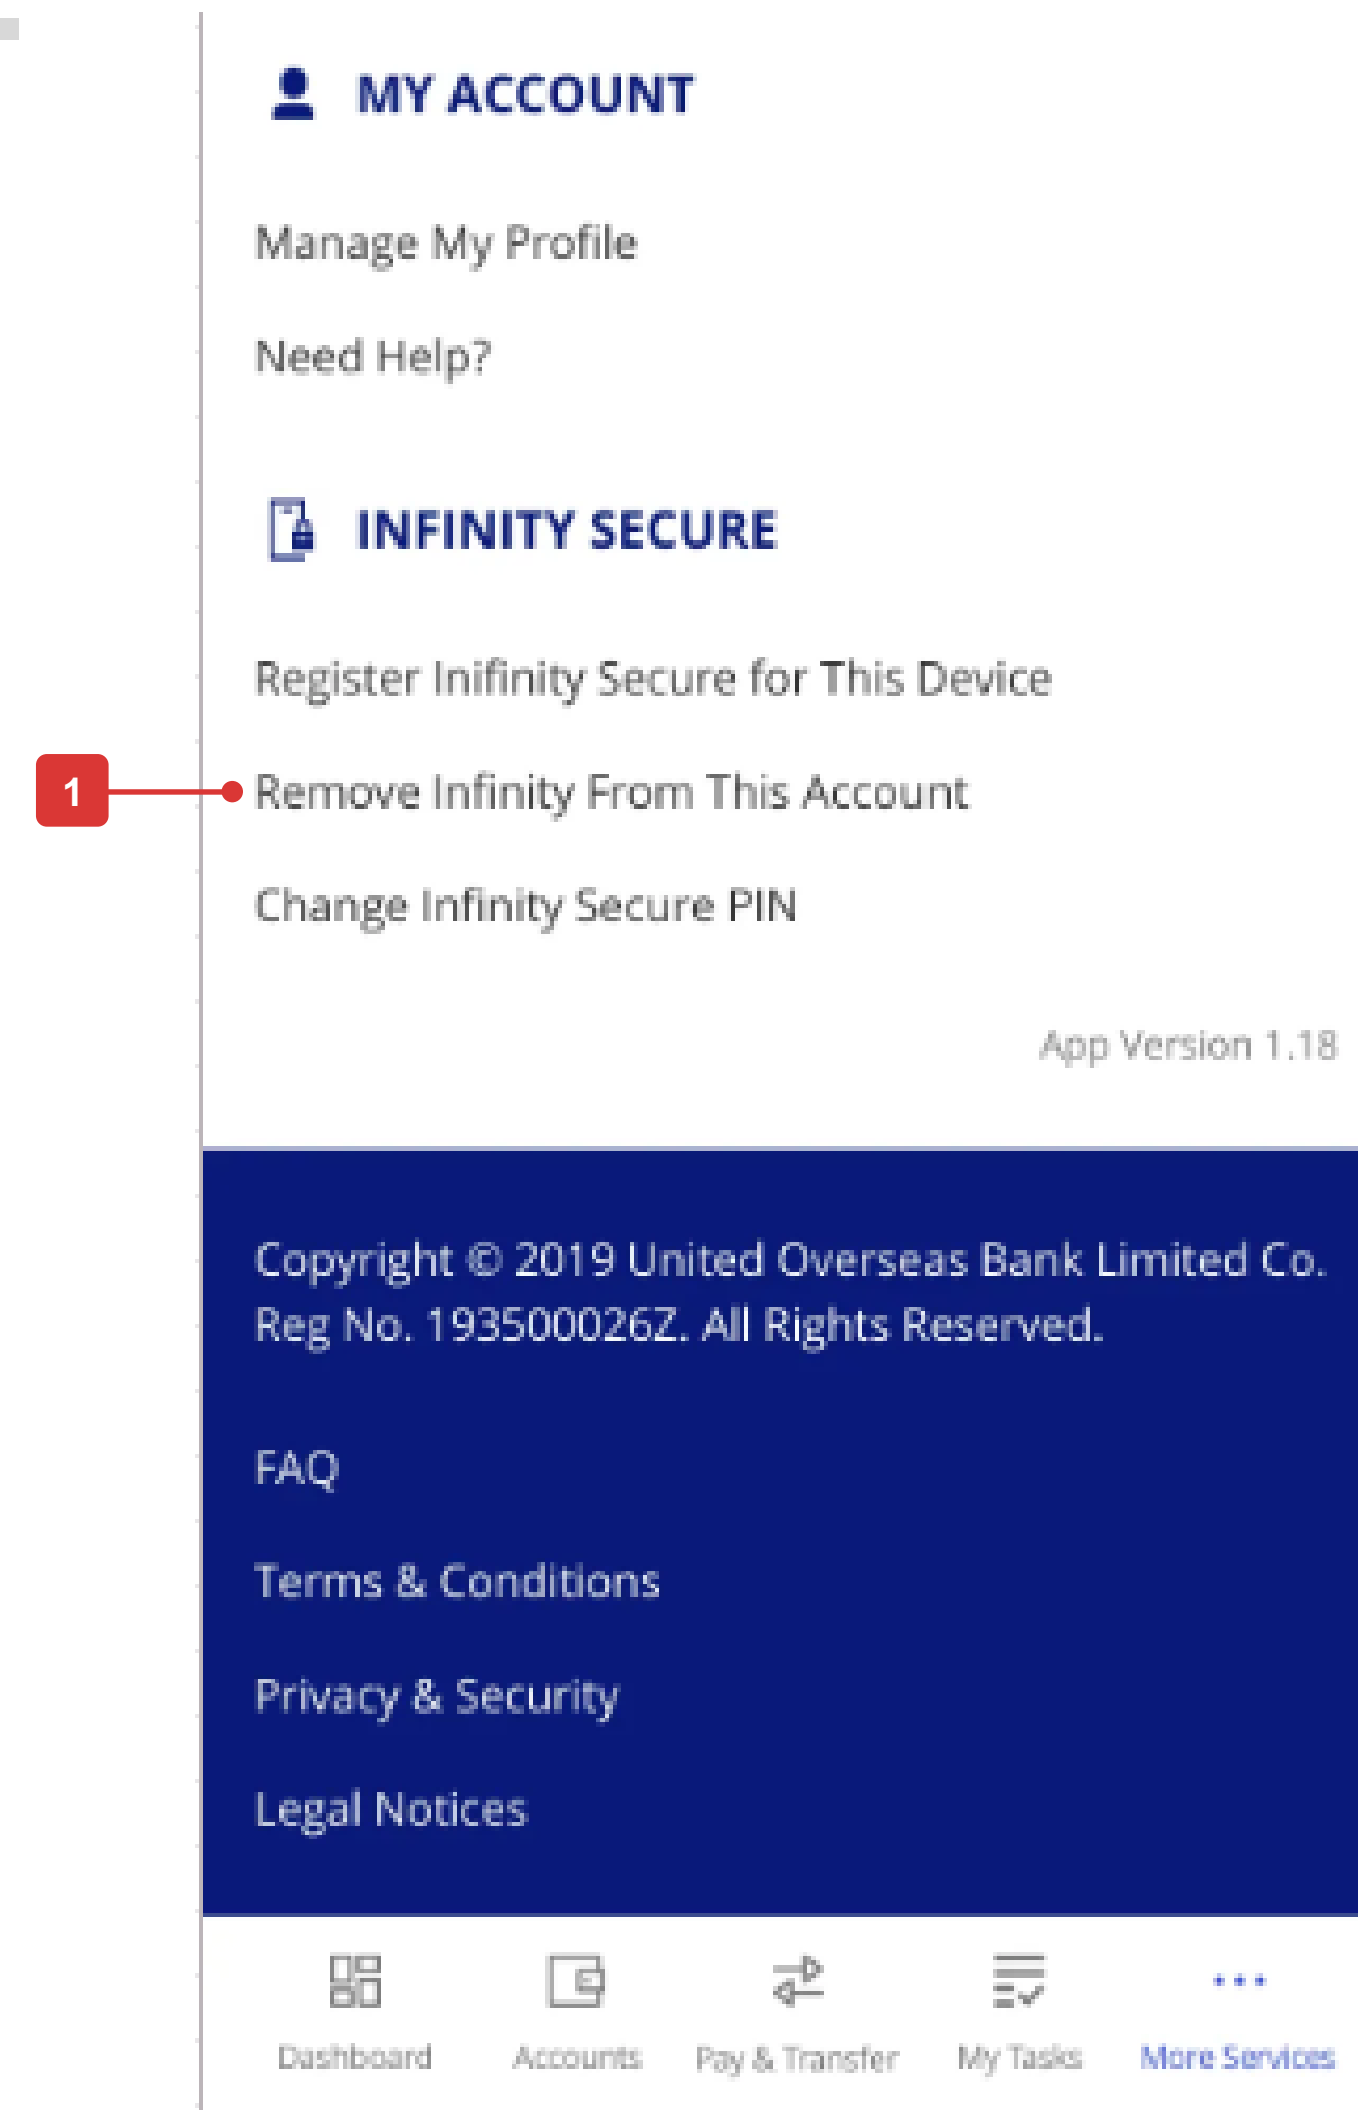 MY ACCOUNT
Manage My Profile
Need Help?
INFINITY SECURE
Register Inifinity Secure for This Device
1
Remove Infinity From This Account
Change Infinity Secure PIN
App Version 1.18
Copyright © 2019 United Overseas Bank Limited Co.
Reg No. 193500026Z. All Rights Reserved.
FAQ
Terms & Conditions
Privacy & Security
Legal Notices
Dashboard
Accounts
Pay & Transfer
My Tasks
More Services